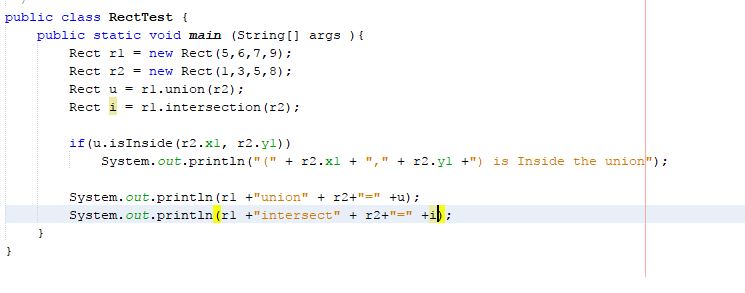 public class RectTest {
    public static void main (String[] args ){
        Rect r1 = new Rect(5,6,7,9);
        Rect r2 = new Rect(1,3,5,8);
        Rect u = r1.union(r2);
        Rect i = r1.intersection(r2);

        if(u.isInside(r2.x1, r2.y1))
            System.out.println("(" + r2.x1 + "," + r2.y1 +") is Inside the union");

        System.out.println(r1 +"union" + r2+"=" +u);
        System.out.println(r1 +"intersect" + r2+"=" +i);
    }
}